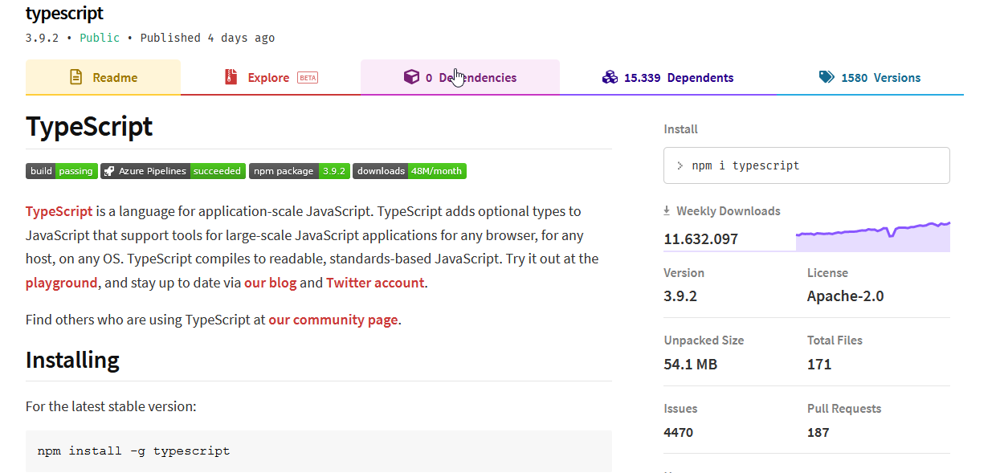 typescript
3.9.2 • Public • Published 4 days ago
Readme
Explore BETA
0 Dependencies
15.339 Dependents
1580 Versions
TypeScript
build passing Azure Pipelines succeeded npm package 3.9.2 downloads 48M/month
TypeScript is a language for application-scale JavaScript. TypeScript adds optional types to
JavaScript that support tools for large-scale JavaScript applications for any browser, for any
host, on any OS. TypeScript compiles to readable, standards-based JavaScript. Try it out at the
playground, and stay up to date via our blog and Twitter account.
Find others who are using TypeScript at our community page.
Installing
For the latest stable version:
npm install -g typescript
Install
> npm i typescript
Weekly Downloads
11.632.097
Version License
3.9.2 Apache-2.0
Unpacked Size Total Files
54.1 MB 171
Issues Pull Requests
4470 187